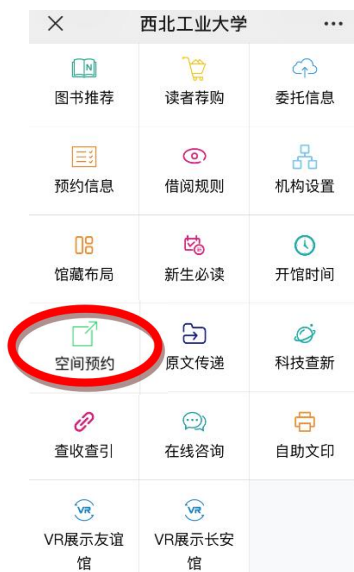 西北工业大学
图书推荐 读者荐购 委托信息
预约信息 借阅规则 机构设置
馆藏布局 新生必读 开馆时间
空间预约 原文传递 科技查新
查收查引 在线咨询 自助文印
VR VR
VR展示友谊 VR展示长安
馆 馆